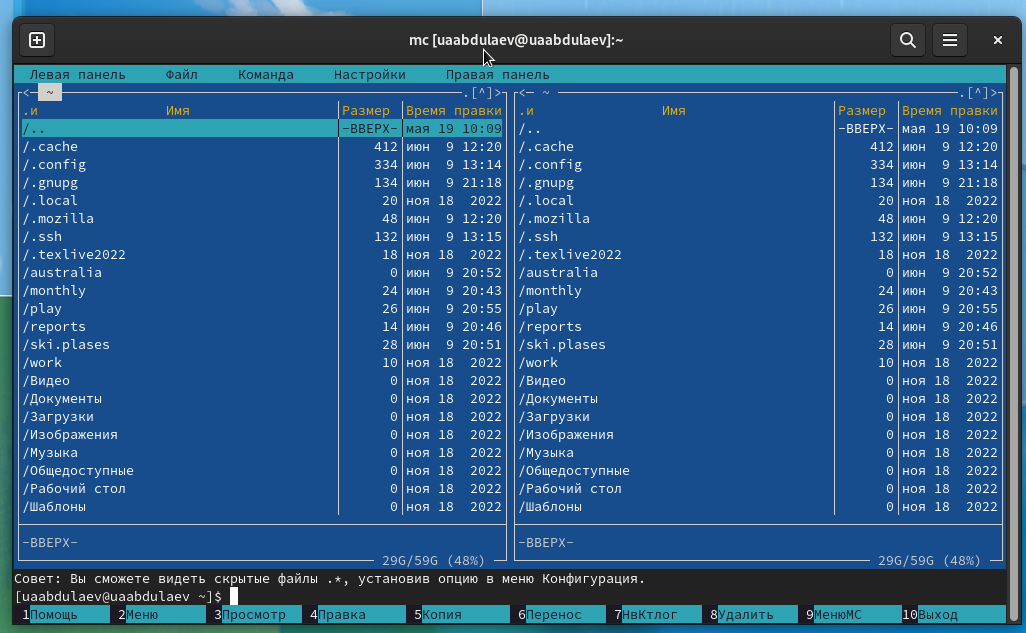 mc [uaabdulaev@uaabdulaev]:~
Левая панель Файл Команда Настройки Правая панель
<— ~ .[^]> <— ~ .[^]>
.и Имя Размер Время правки .и Имя Размер Время правки
/.. -ВВЕРХ- мая 19 10:09 /.. -ВВЕРХ- мая 19 10:09
/.cache 412 июн 9 12:20 /.cache 412 июн 9 12:20
/.config 334 июн 9 13:14 /.config 334 июн 9 13:14
/.gnupg 134 июн 9 21:18 /.gnupg 134 июн 9 21:18
/.local 20 ноя 18 2022 /.local 20 ноя 18 2022
/.mozilla 48 июн 9 12:20 /.mozilla 48 июн 9 12:20
/.ssh 132 июн 9 13:15 /.ssh 132 июн 9 13:15
/.texlive2022 18 ноя 18 2022 /.texlive2022 18 ноя 18 2022
/australia 0 июн 9 20:52 /australia 0 июн 9 20:52
/monthly 24 июн 9 20:43 /monthly 24 июн 9 20:43
/play 26 июн 9 20:55 /play 26 июн 9 20:55
/reports 14 июн 9 20:46 /reports 14 июн 9 20:46
/ski.plases 28 июн 9 20:51 /ski.plases 28 июн 9 20:51
/work 10 ноя 18 2022 /work 10 ноя 18 2022
/Видео 0 ноя 18 2022 /Видео 0 ноя 18 2022
/Документы 0 ноя 18 2022 /Документы 0 ноя 18 2022
/Загрузки 0 ноя 18 2022 /Загрузки 0 ноя 18 2022
/Изображения 0 ноя 18 2022 /Изображения 0 ноя 18 2022
/Музыка 0 ноя 18 2022 /Музыка 0 ноя 18 2022
/Общедоступные 0 ноя 18 2022 /Общедоступные 0 ноя 18 2022
/Рабочий стол 0 ноя 18 2022 /Рабочий стол 0 ноя 18 2022
/Шаблоны 0 ноя 18 2022 /Шаблоны 0 ноя 18 2022
-ВВЕРХ- -ВВЕРХ-
29G/59G (48%) 29G/59G (48%)
Совет: Вы сможете видеть скрытые файлы .*, установив опцию в меню Конфигурация.
[uaabdulaev@uaabdulaev ~]$
1Помощь 2Меню 3Просмотр 4Правка 5Копия 6Перенос 7НвКтлог 8Удалить 9МенюMC 10Выход